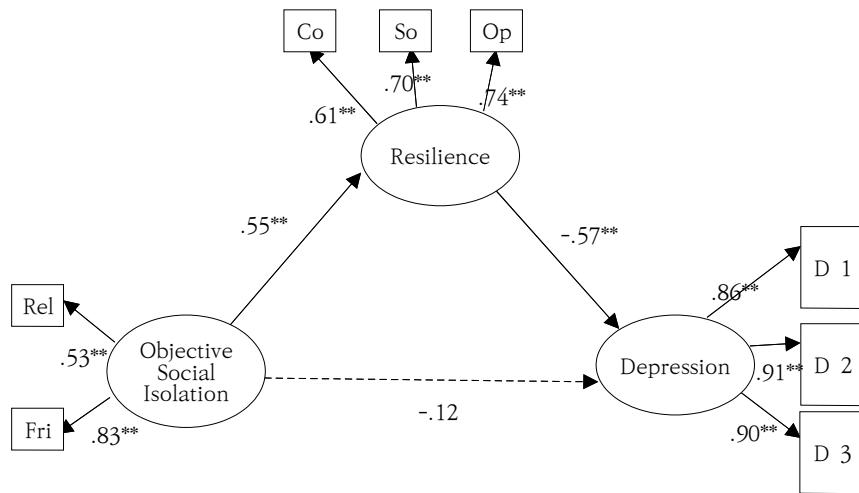 Co
So
Op
.61**
.70**
.74**
Resilience
.55**
-.57**
Rel
.53**
Objective
Social
Isolation
Fri
.83**
-.12
Depression
.86**
D 1
.91**
D 2
.90**
D 3